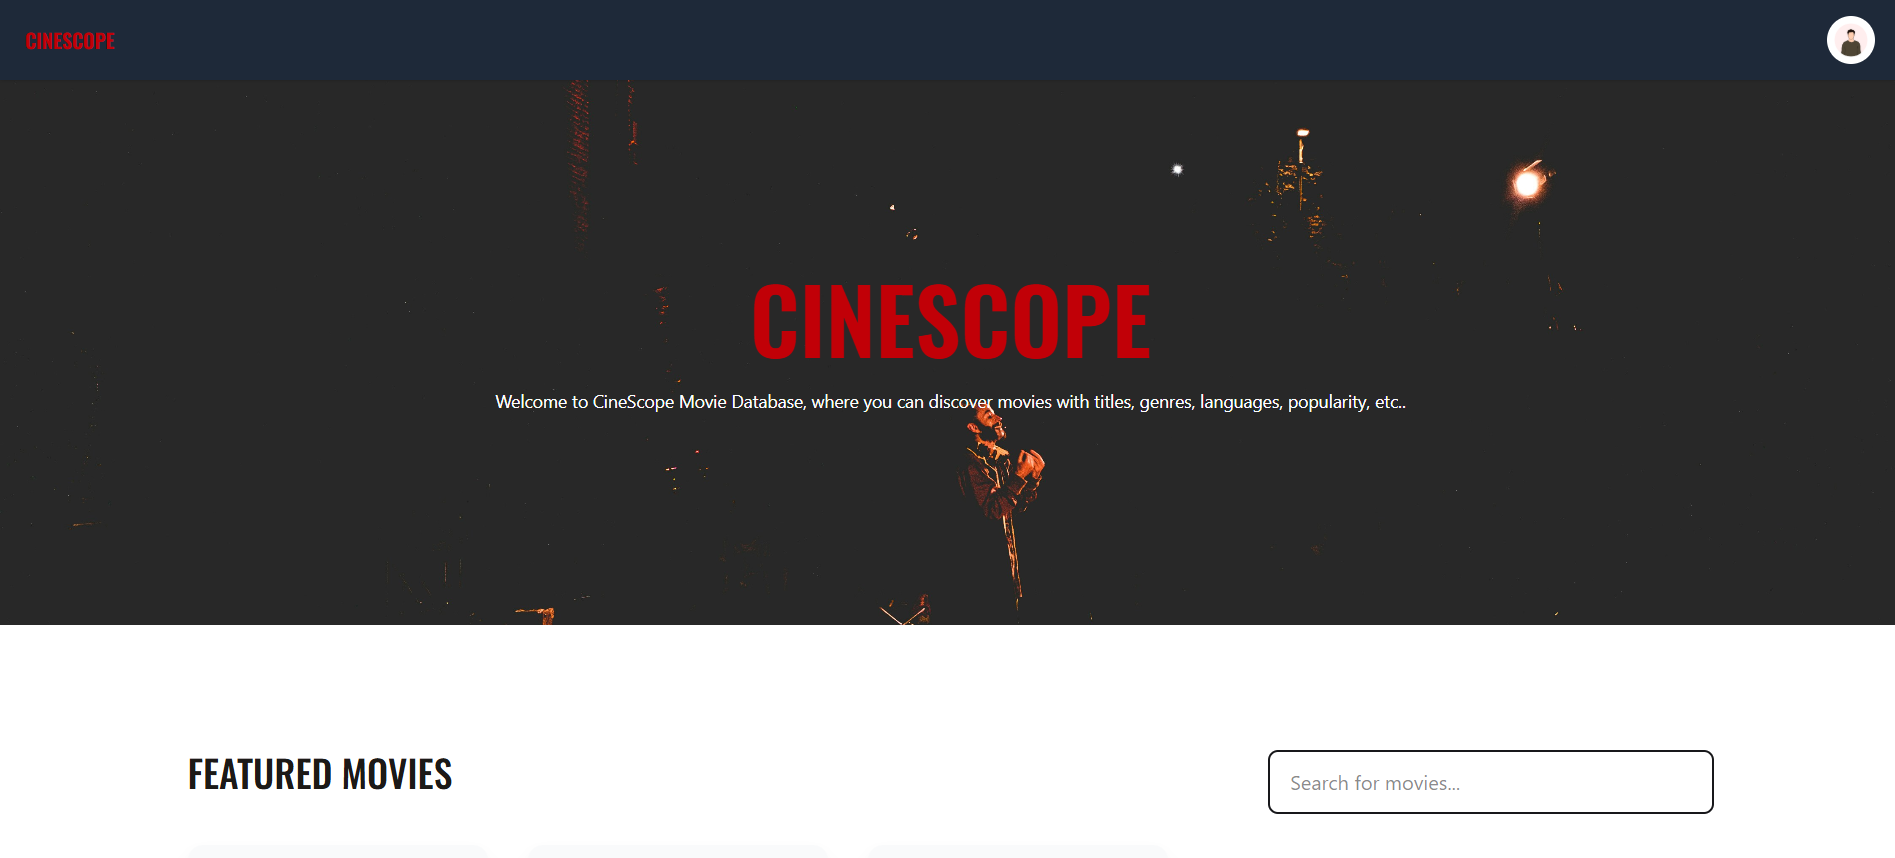 CINESCOPE
CINESCOPE
Welcome to CineScope Movie Database, where you can discover movies with titles, genres, languages, popularity, etc..
FEATURED MOVIES
Search for movies...